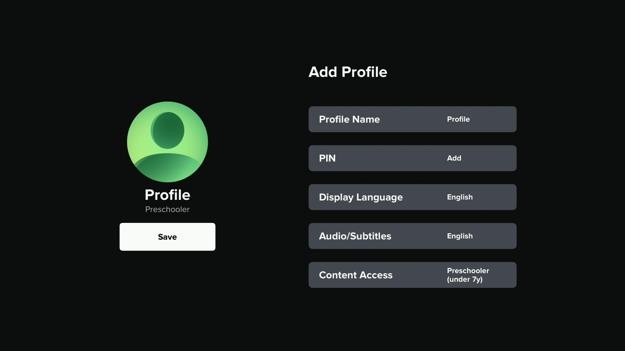 Add Profile
Profile
Preschooler
Save
Profile Name Profile
PIN Add
Display Language English
Audio/Subtitles English
Content Access Preschooler
(under 7y)